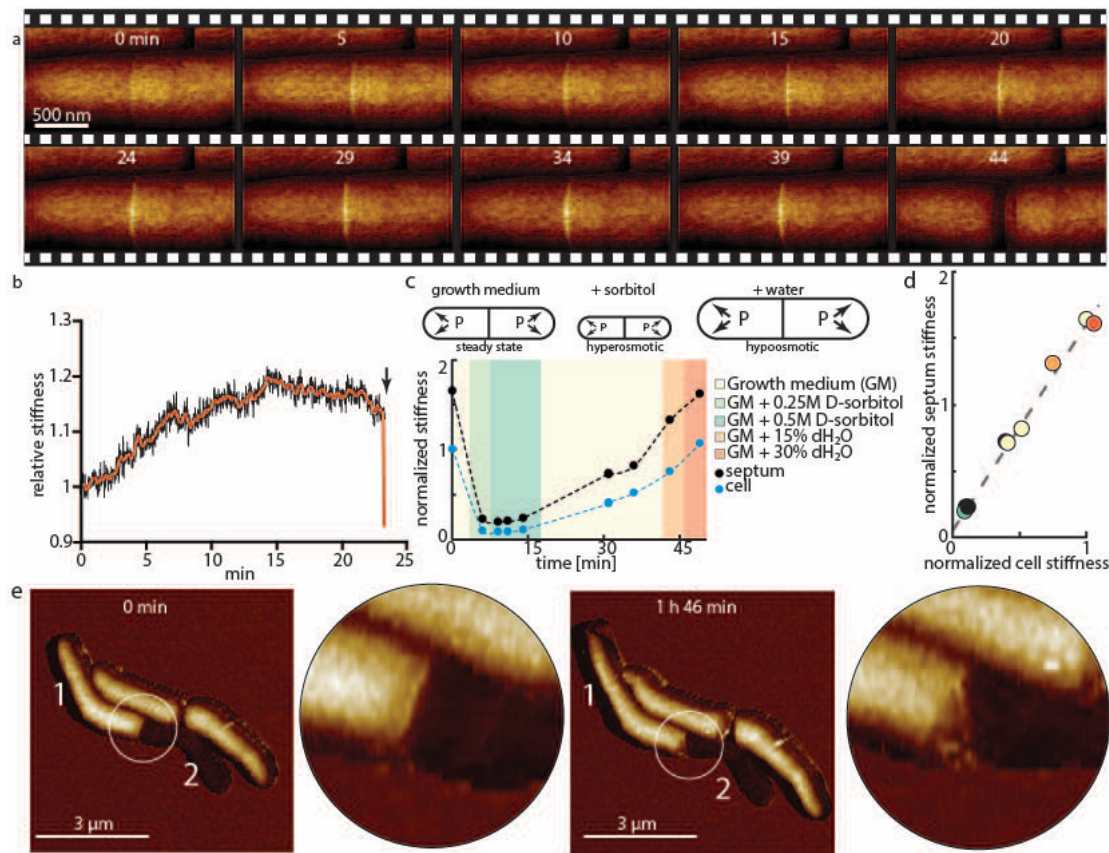 a
0 min
5
10
15
20
500 nm
24
29
34
39
44
b
1.3
1.2
1.1
1
0.9
relative stiffness
0
5
10
15
20
25
min
c
growth medium
+ sorbitol
+ water
P
P
P
P
P
P
steady state
hyperosmotic
hypoosmotic
2
1
0
normalized stiffness
0
15
30
45
time [min]
Growth medium (GM)
GM + 0.25M D-sorbitol
GM + 0.5M D-sorbitol
GM + 15% dH₂O
GM + 30% dH₂O
septum
cell
d
2
1
0
normalized septum stiffness
0
1
normalized cell stiffness
e
0 min
1
2
3 µm
1 h 46 min
1
2
3 µm